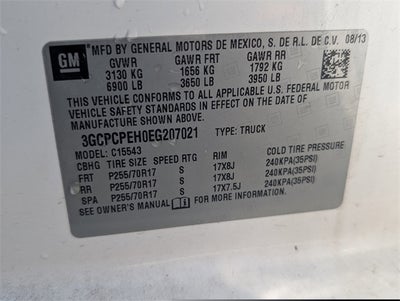 GM
MFD BY GENERAL MOTORS DE MEXICO, S. DE R.L. DE C.V. 08/13
GVWR GAWR FRT GAWR RR
3130 KG 1656 KG 1792 KG
6900 LB 3650 LB 3950 LB
THIS VEHICLE CONFORMS TO ALL APPLICABLE U.S. FEDERAL MOTOR
VEHICLE SAFETY STANDARDS IN EFFECT ON THE DATE OF
MANUFACTURE SHOWN ABOVE.
3GCPCPEH0EG207021 TYPE: TRUCK
MODEL: C15543
CBHG TIRE SIZE SPEED RTG RIM COLD TIRE PRESSURE
FRT P255/70R17 S 17X8J 240KPA(35PSI)
RR P255/70R17 S 17X8J 240KPA(35PSI)
SPA P255/70R17 S 17X7.5J 240KPA(35PSI)
SEE OWNER'S MANUAL FOR MORE INFORMATION.